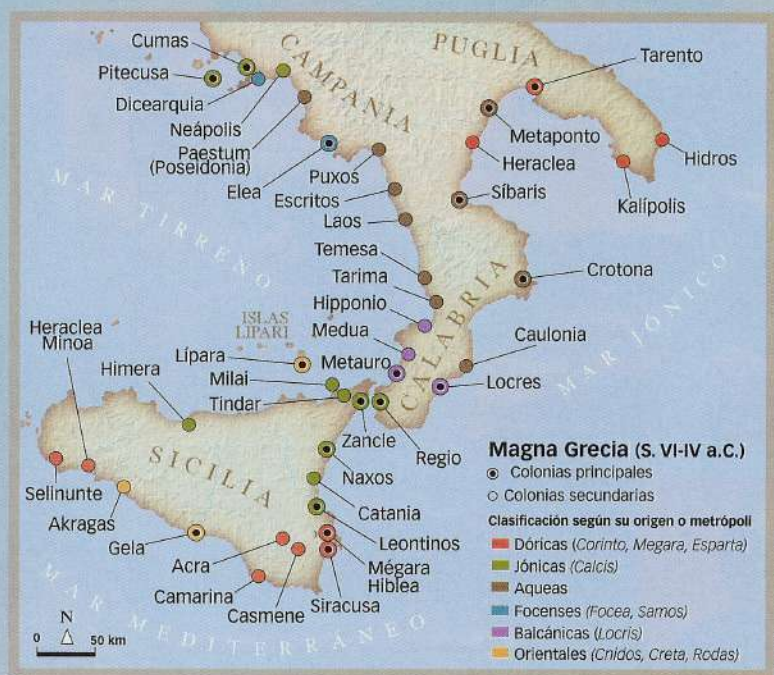 Cumas
Pitecusa
Dicearquia
Neápolis
Paestum
(Poseidonia)
Elea
CAMPANIA
PUGLIA
Tarento
Metaponto
Heraclea
Hidros
Kalípolis
Síbaris
Puxos
Escritos
Laos
MAR TIRRENO
Temesa
Tarima
Hipponio
Medua
Metauro
CALABRIA
Crotona
MAR JÓNICO
Caulonia
Locres
ISLAS
LIPARI
Lípara
Milai
Tindar
Heraclea
Minoa
Himera
Zancle
Regio
SICILIA
Naxos
Selinunte
Akragas
Gela
Catania
Leontinos
Acra
Mégara
Hiblea
Camarina
Casmene
Siracusa
MAR MEDITERRÁNEO
N
0 50 km
Magna Grecia (S. VI-IV a.C.)
Colonias principales
Colonias secundarias
Clasificación según su origen o metrópoli
Dóricas (Corinto, Megara, Esparta)
Jónicas (Calcis)
Aqueas
Focenses (Focea, Samos)
Balcánicas (Locris)
Orientales (Cnidos, Creta, Rodas)